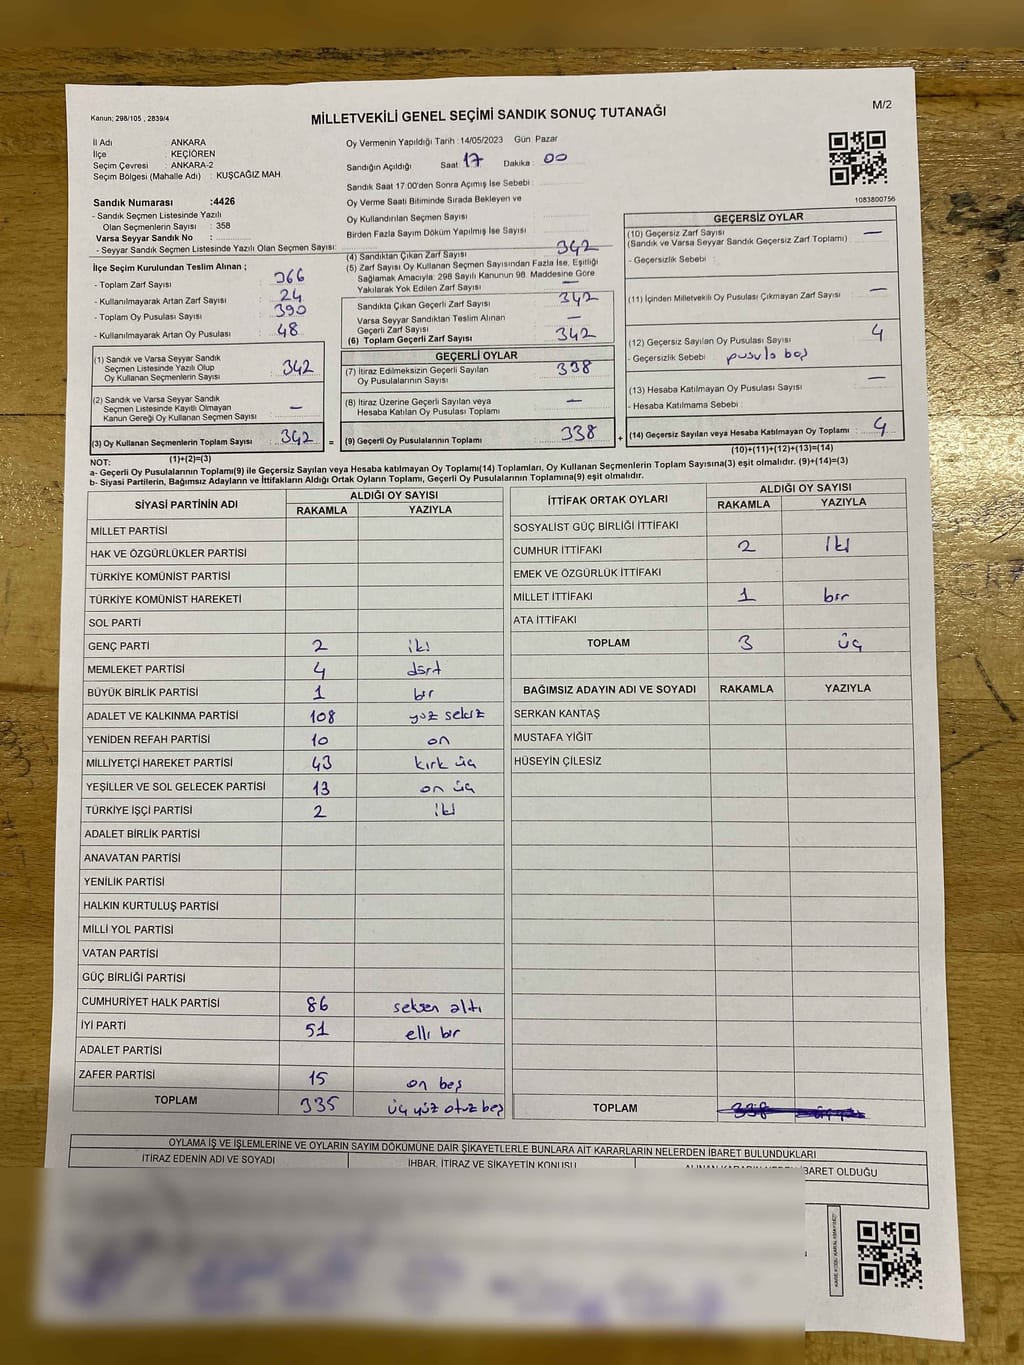 M/2
Kanun; 298/105 , 2839/4
MİLLETVEKİLİ GENEL SEÇİMİ SANDIK SONUÇ TUTANAĞI
İl Adı : ANKARA
İlçe : KEÇİÖREN
Seçim Çevresi : ANKARA-2
Seçim Bölgesi (Mahalle Adı) : KUŞCAĞIZ MAH.
Oy Vermenin Yapıldığı Tarih :14/05/2023 Gün: Pazar
Sandığın Açıldığı Saat: 17 Dakika : 00
Sandık Saat 17:00'den Sonra Açımış İse Sebebi :
Oy Verme Saati Bitiminde Sırada Bekleyen ve
Oy Kullandırılan Seçmen Sayısı :
Birden Fazla Sayım Döküm Yapılmış İse Sayısı :
1083800756
Sandık Numarası :4426
- Sandık Seçmen Listesinde Yazılı
Olan Seçmenlerin Sayısı : 358
Varsa Seyyar Sandık No :
- Seyyar Sandık Seçmen Listesinde Yazılı Olan Seçmen Sayısı:
İlçe Seçim Kurulundan Teslim Alınan ;
- Toplam Zarf Sayısı : 366
- Kullanılmayarak Artan Zarf Sayısı : 24
- Toplam Oy Pusulası Sayısı : 390
- Kullanılmayarak Artan Oy Pusulası : 48
(1) Sandık ve Varsa Seyyar Sandık
Seçmen Listesinde Yazılı Olup
Oy Kullanan Seçmenlerin Sayısı : 342
(2) Sandık ve Varsa Seyyar Sandık
Seçmen Listesinde Kayıtlı Olmayan
Kanun Gereği Oy Kullanan Seçmen Sayısı : —
(3) Oy Kullanan Seçmenlerin Toplam Sayısı : 342
(1)+(2)=(3)
(4) Sandıktan Çıkan Zarf Sayısı : 342
(5) Zarf Sayısı Oy Kullanan Seçmen Sayısından Fazla İse, Eşitliği
Sağlamak Amacıyla; 298 Sayılı Kanunun 98. Maddesine Göre
Yakılarak Yok Edilen Zarf Sayısı : —
Sandıkta Çıkan Geçerli Zarf Sayısı : 342
Varsa Seyyar Sandıktan Teslim Alınan
Geçerli Zarf Sayısı : —
(6) Toplam Geçerli Zarf Sayısı : 342
GEÇERLİ OYLAR
(7) İtiraz Edilmeksizin Geçerli Sayılan
Oy Pusulalarının Sayısı : 338
(8) İtiraz Üzerine Geçerli Sayılan veya
Hesaba Katılan Oy Pusulası Toplamı : —
= (9) Geçerli Oy Pusulalarının Toplamı : 338 +
GEÇERSİZ OYLAR
(10) Geçersiz Zarf Sayısı
(Sandık ve Varsa Seyyar Sandık Geçersiz Zarf Toplamı) : —
- Geçersizlik Sebebi :
(11) İçinden Milletvekili Oy Pusulası Çıkmayan Zarf Sayısı : —
(12) Geçersiz Sayılan Oy Pusulası Sayısı : 4
- Geçersizlik Sebebi : pusula boş
(13) Hesaba Katılmayan Oy Pusulası Sayısı : —
- Hesaba Katılmama Sebebi :
(14) Geçersiz Sayılan veya Hesaba Katılmayan Oy Toplamı : 4
(10)+(11)+(12)+(13)=(14)
NOT:
a- Geçerli Oy Pusulalarının Toplamı(9) ile Geçersiz Sayılan veya Hesaba katılmayan Oy Toplamı(14) Toplamları, Oy Kullanan Seçmenlerin Toplam Sayısına(3) eşit olmalıdır. (9)+(14)=(3)
b- Siyasi Partilerin, Bağımsız Adayların ve İttifakların Aldığı Ortak Oyların Toplamı, Geçerli Oy Pusulalarının Toplamına(9) eşit olmalıdır.
SİYASİ PARTİNİN ADI ALDIĞI OY SAYISI
RAKAMLA YAZIYLA
MİLLET PARTİSİ
HAK VE ÖZGÜRLÜKLER PARTİSİ
TÜRKİYE KOMÜNİST PARTİSİ
TÜRKİYE KOMÜNİST HAREKETİ
SOL PARTİ
GENÇ PARTİ 2 iki
MEMLEKET PARTİSİ 4 dört
BÜYÜK BİRLİK PARTİSİ 1 bir
ADALET VE KALKINMA PARTİSİ 108 yüz sekiz
YENİDEN REFAH PARTİSİ 10 on
MİLLİYETÇİ HAREKET PARTİSİ 43 kırk üç
YEŞİLLER VE SOL GELECEK PARTİSİ 13 on üç
TÜRKİYE İŞÇİ PARTİSİ 2 iki
ADALET BİRLİK PARTİSİ
ANAVATAN PARTİSİ
YENİLİK PARTİSİ
HALKIN KURTULUŞ PARTİSİ
MİLLİ YOL PARTİSİ
VATAN PARTİSİ
GÜÇ BİRLİĞİ PARTİSİ
CUMHURİYET HALK PARTİSİ 86 seksen altı
İYİ PARTİ 51 elli bir
ADALET PARTİSİ
ZAFER PARTİSİ 15 on beş
TOPLAM 335 üç yüz otuz beş
İTTİFAK ORTAK OYLARI ALDIĞI OY SAYISI
RAKAMLA YAZIYLA
SOSYALİST GÜÇ BİRLİĞİ İTTİFAKI
CUMHUR İTTİFAKI 2 iki
EMEK VE ÖZGÜRLÜK İTTİFAKI
MİLLET İTTİFAKI 1 bir
ATA İTTİFAKI
TOPLAM 3 üç
BAĞIMSIZ ADAYIN ADI VE SOYADI RAKAMLA YAZIYLA
SERKAN KANTAŞ
MUSTAFA YİĞİT
HÜSEYİN ÇİLESİZ
TOPLAM 338
OYLAMA İŞ VE İŞLEMLERİNE VE OYLARIN SAYIM DÖKÜMÜNE DAİR ŞİKAYETLERLE BUNLARA AİT KARARLARIN NELERDEN İBARET BULUNDUKLARI
İTİRAZ EDENİN ADI VE SOYADI İHBAR, İTİRAZ VE ŞİKAYETİN KONUSU ALINAN KARARIN NEDEN İBARET OLDUĞU